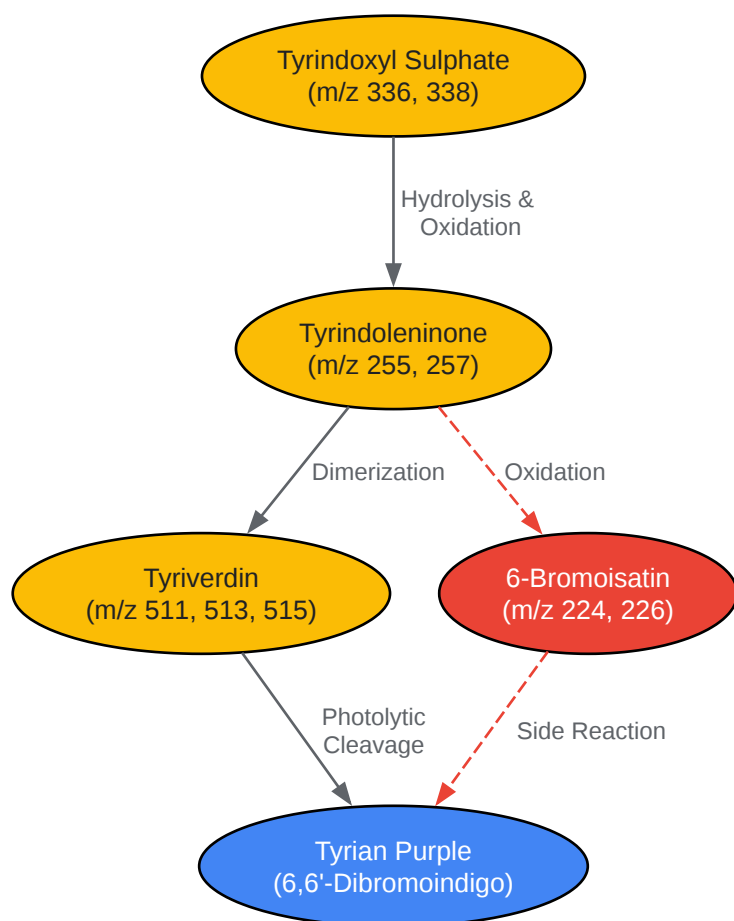 Tyrindoxyl Sulphate
(m/z 336, 338)
Hydrolysis &
Oxidation
Tyrindoleninone
(m/z 255, 257)
Dimerization
Oxidation
Tyriverdin
(m/z 511, 513, 515)
6-Bromoisatin
(m/z 224, 226)
Photolytic
Cleavage
Side Reaction
Tyrian Purple
(6,6'-Dibromoindigo)